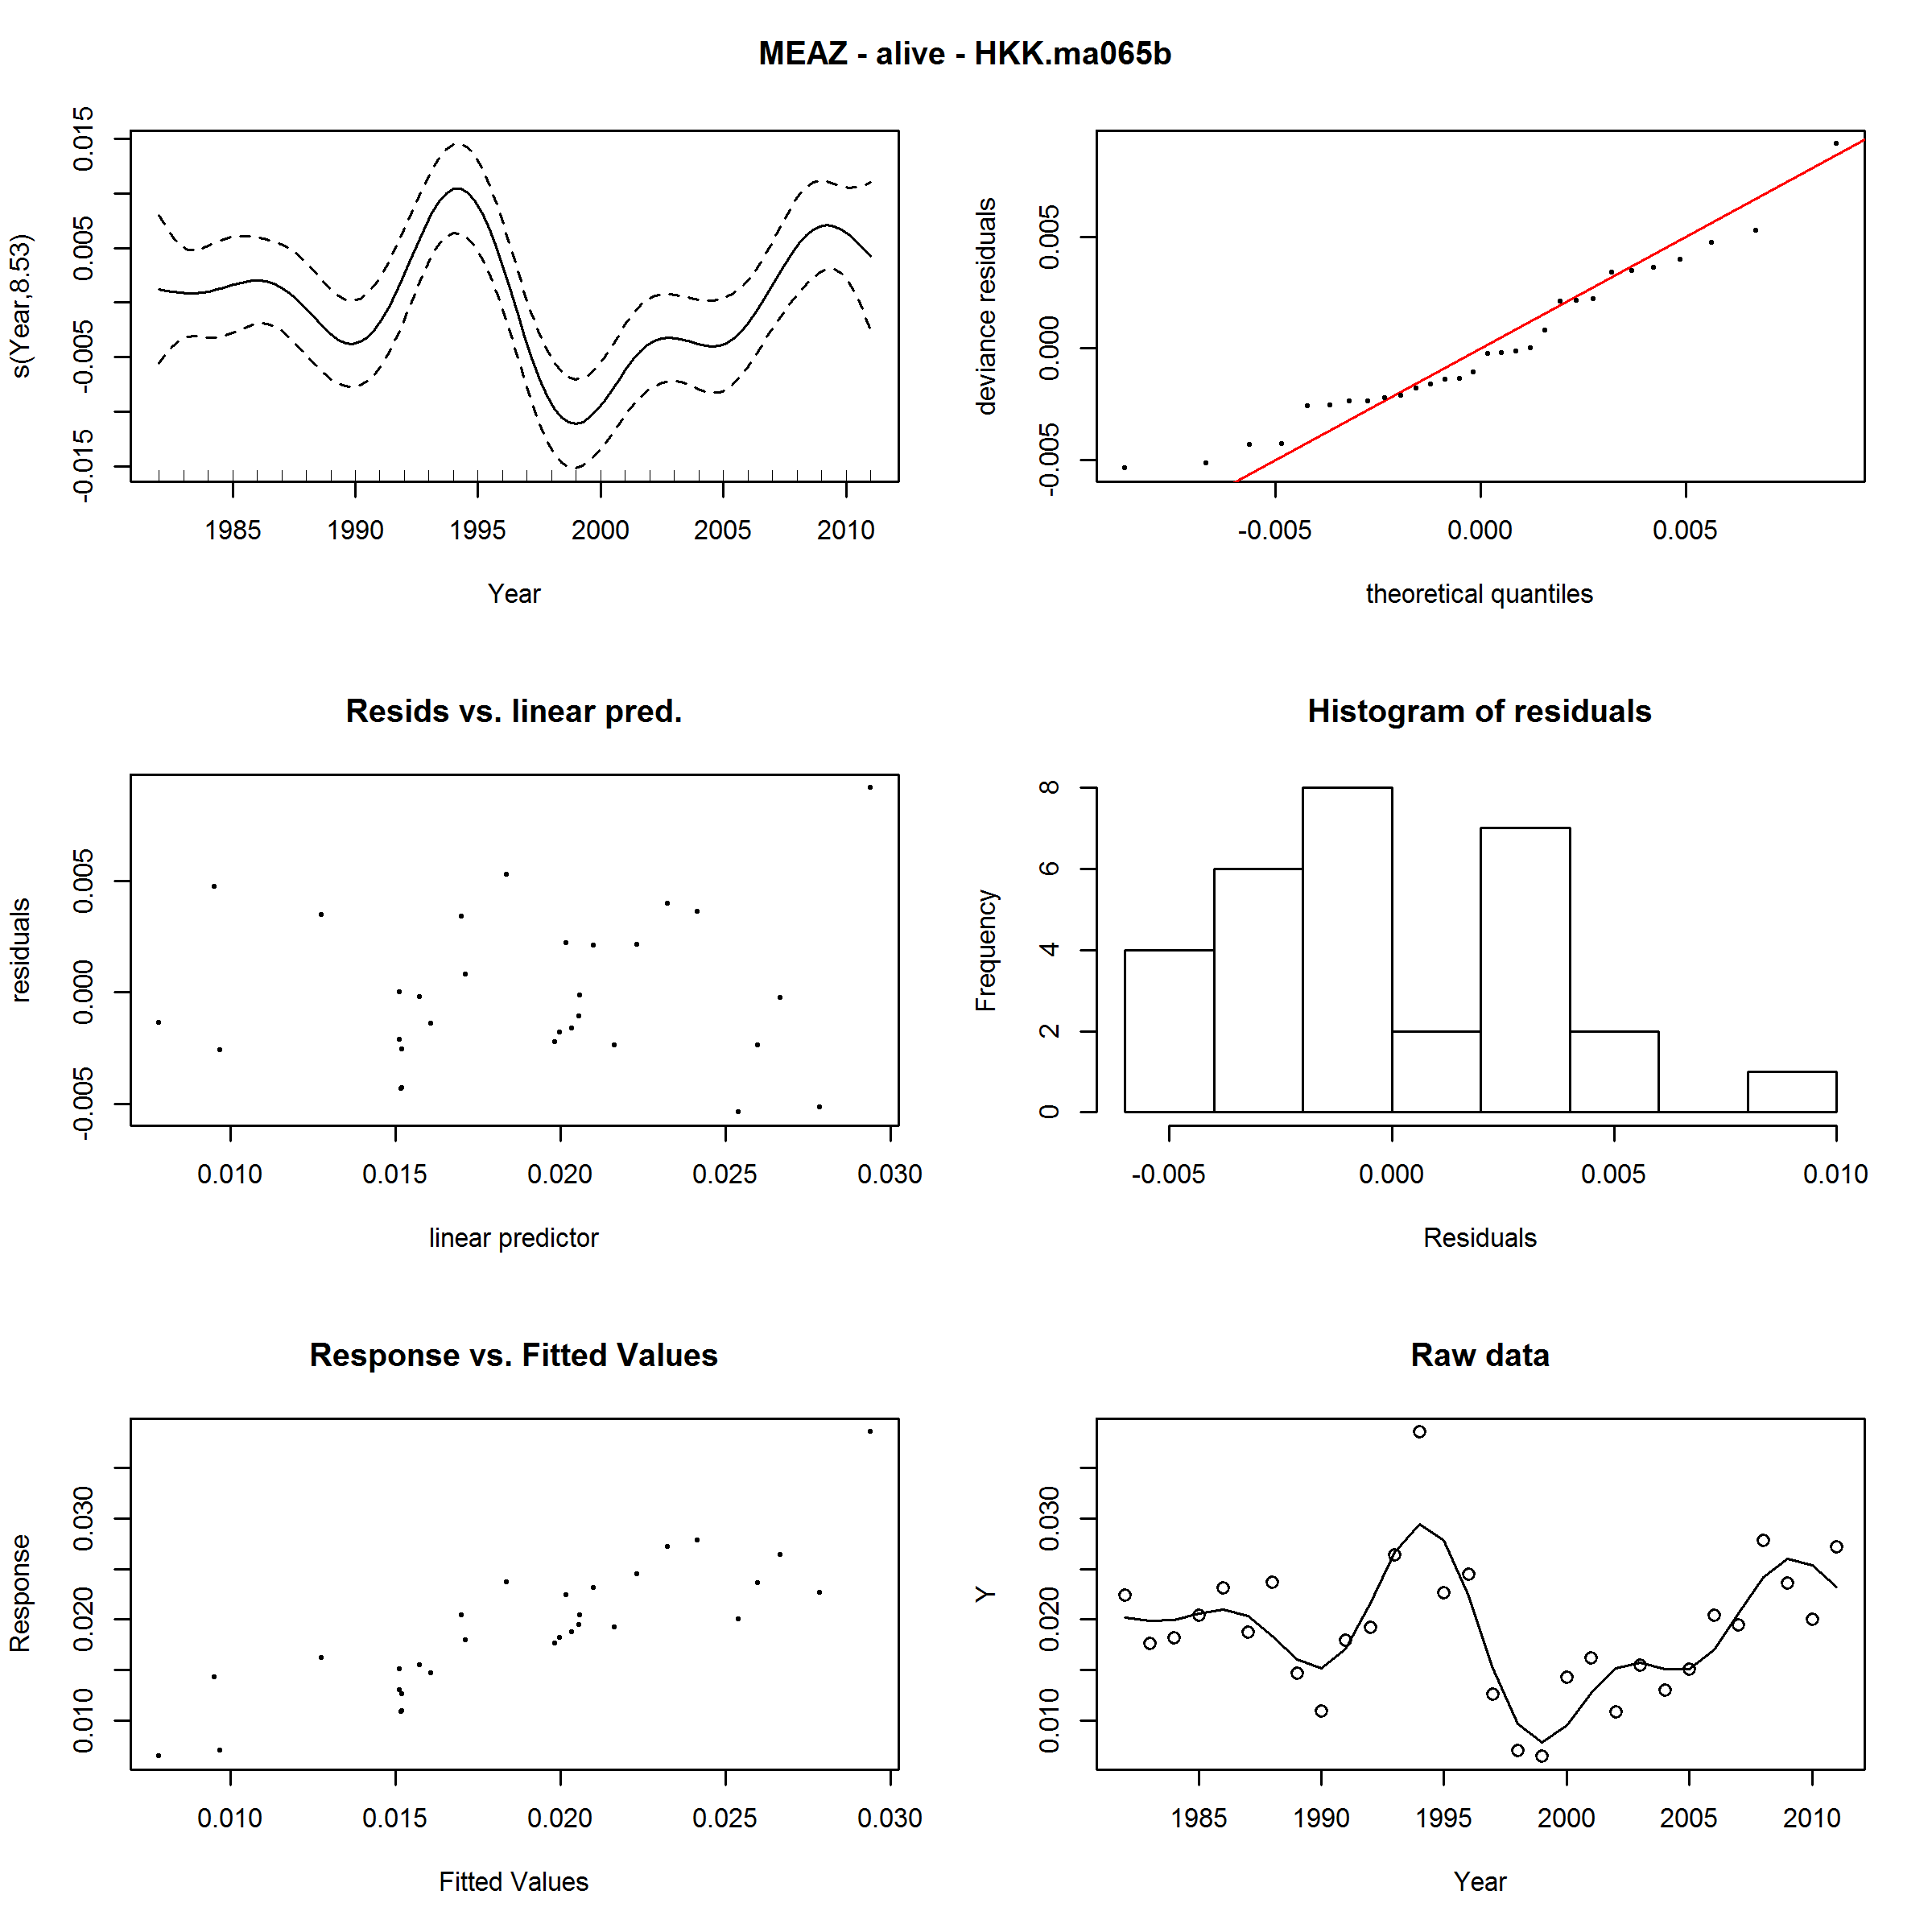 MEAZ - alive - HKK.ma065b
s(Year,8.53)
-0.015 -0.005 0.005 0.015
1985 1990 1995 2000 2005 2010
Year
deviance residuals
-0.005 0.000 0.005
-0.005 0.000 0.005
theoretical quantiles
Resids vs. linear pred.
residuals
-0.005 0.000 0.005
0.010 0.015 0.020 0.025 0.030
linear predictor
Histogram of residuals
Frequency
0 2 4 6 8
-0.005 0.000 0.005 0.010
Residuals
Response vs. Fitted Values
Response
0.010 0.020 0.030
0.010 0.015 0.020 0.025 0.030
Fitted Values
Raw data
Y
0.010 0.020 0.030
1985 1990 1995 2000 2005 2010
Year